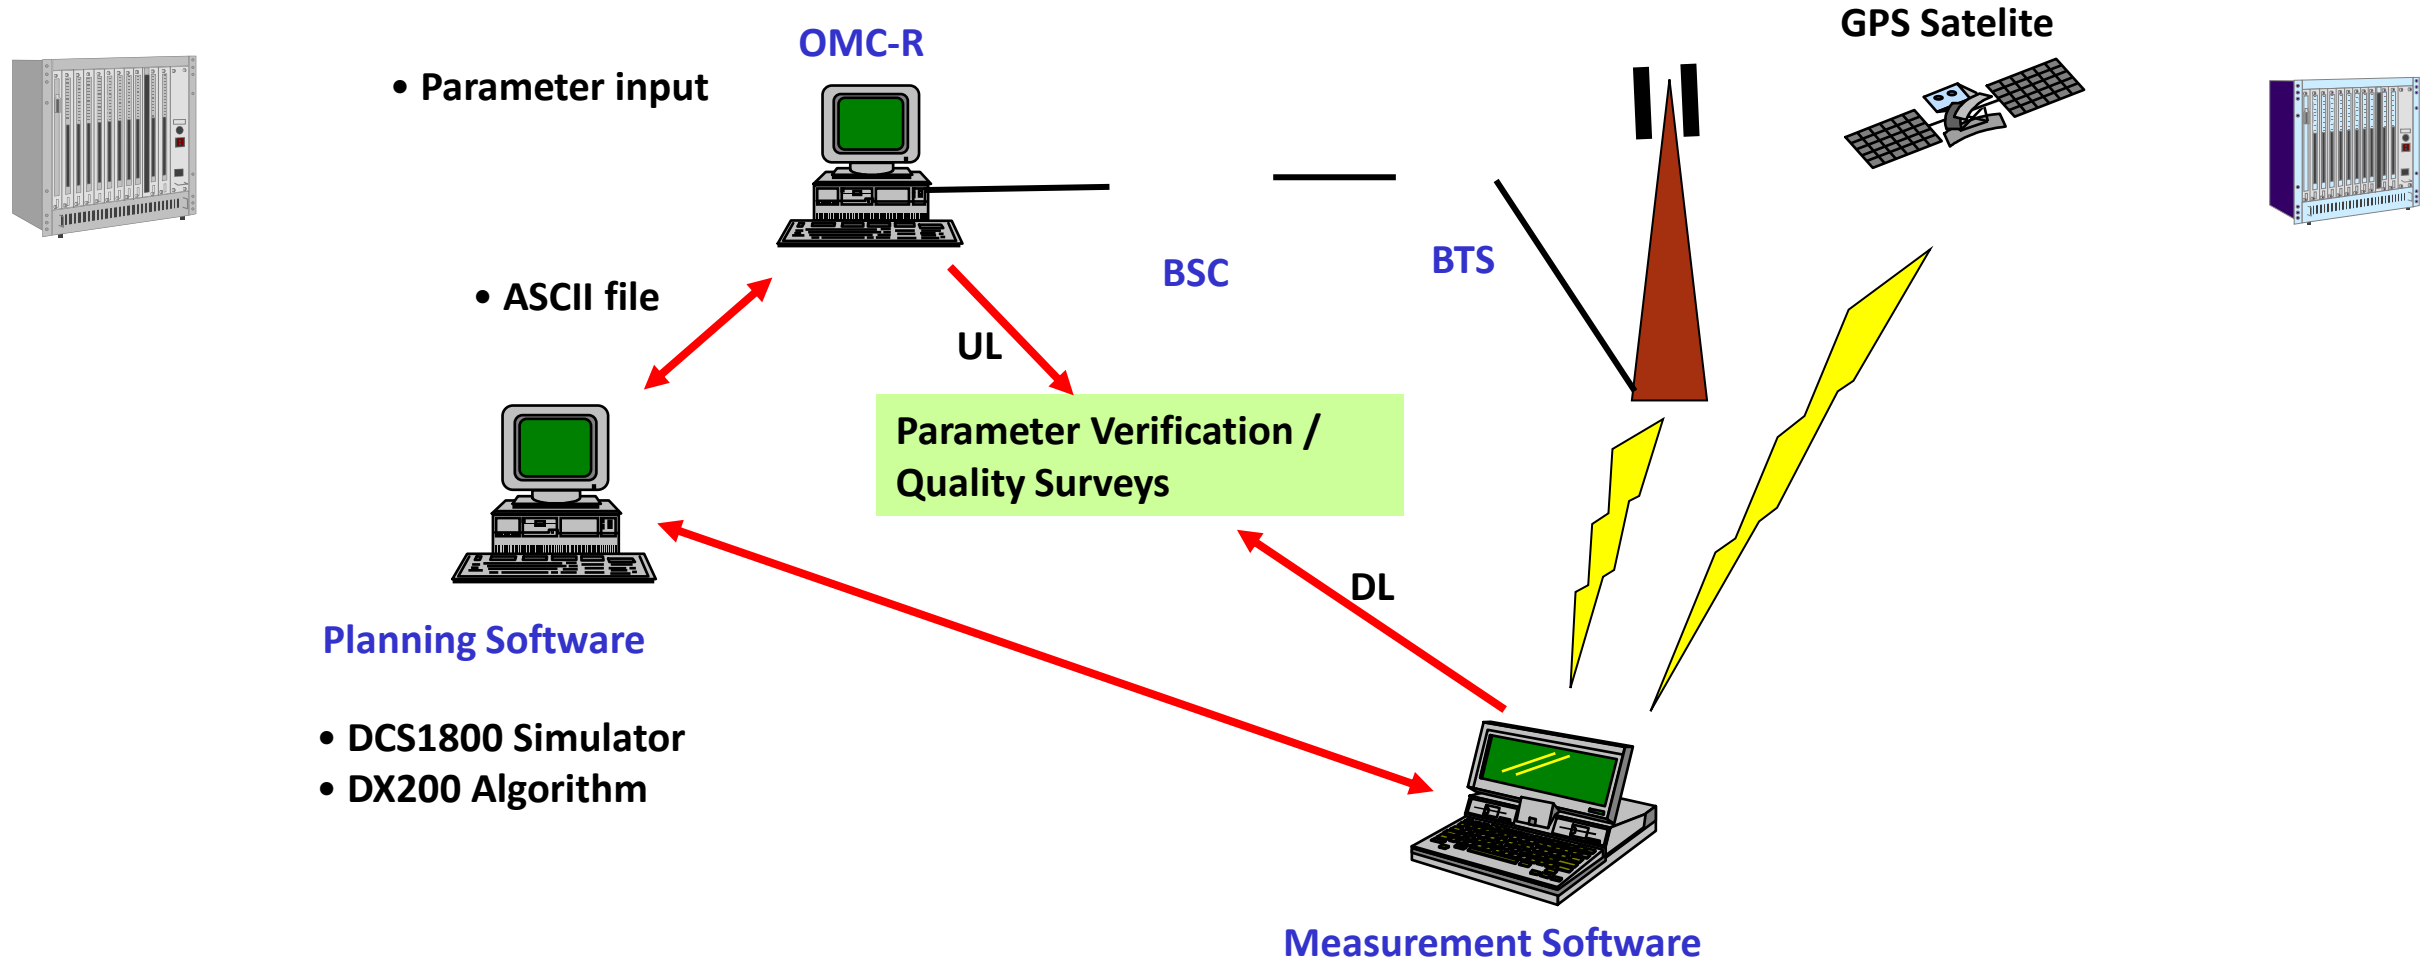 GPS Satelite
OMC-R
• Parameter input
BSC
BTS
• ASCII file
UL
Parameter Verification /
Quality Surveys
DL
Planning Software
• DCS1800 Simulator
• DX200 Algorithm
Measurement Software